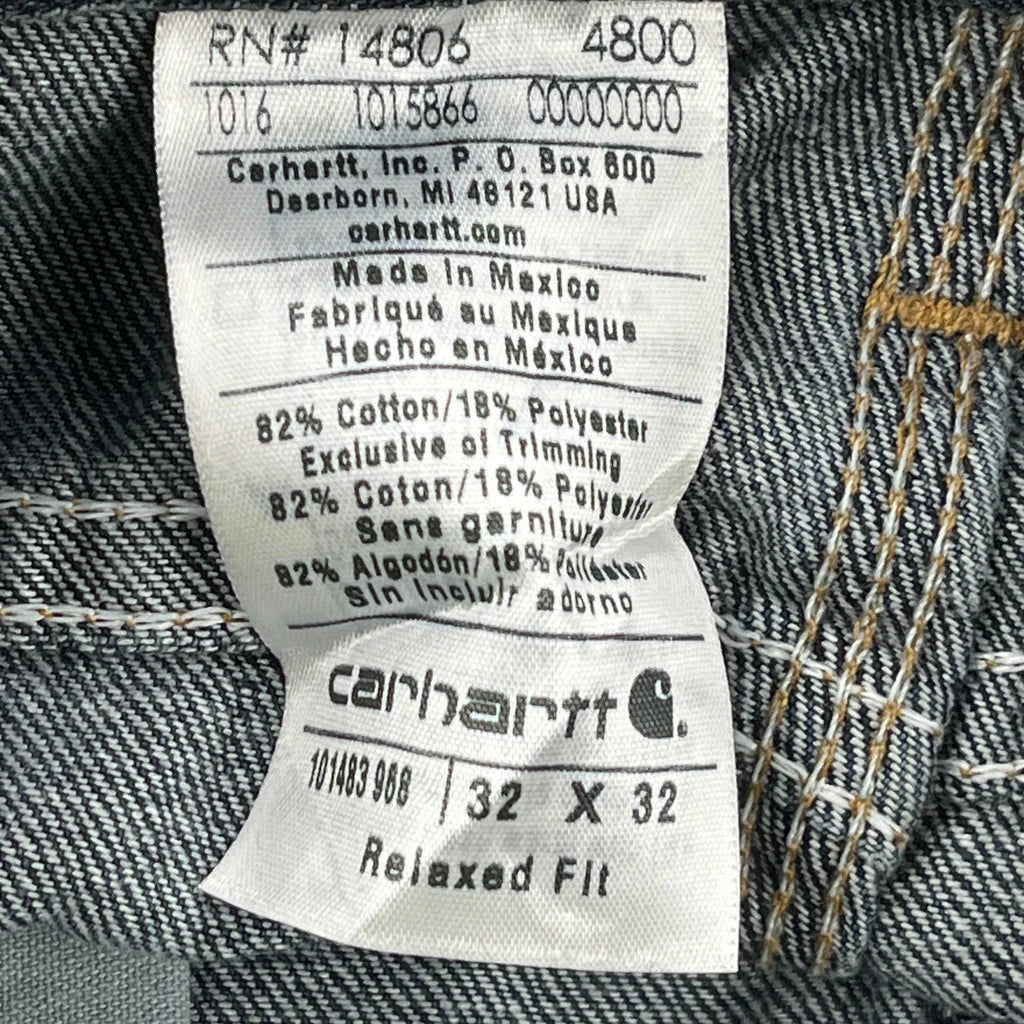 RN# 14806 4800
1016 1015866 00000000
Carhartt, Inc. P. O. Box 600
Dearborn, MI 48121 USA
carhartt.com
Made In Mexico
Fabriqué au Mexique
Hecho en México
82% Cotton/18% Polyester
Exclusive of Trimming
82% Coton/18% Polyester
Sans garniture
82% Algodón/18% Poliéster
Sin Incluir adorno
carhartt
101483 968 32 X 32
Relaxed Fit